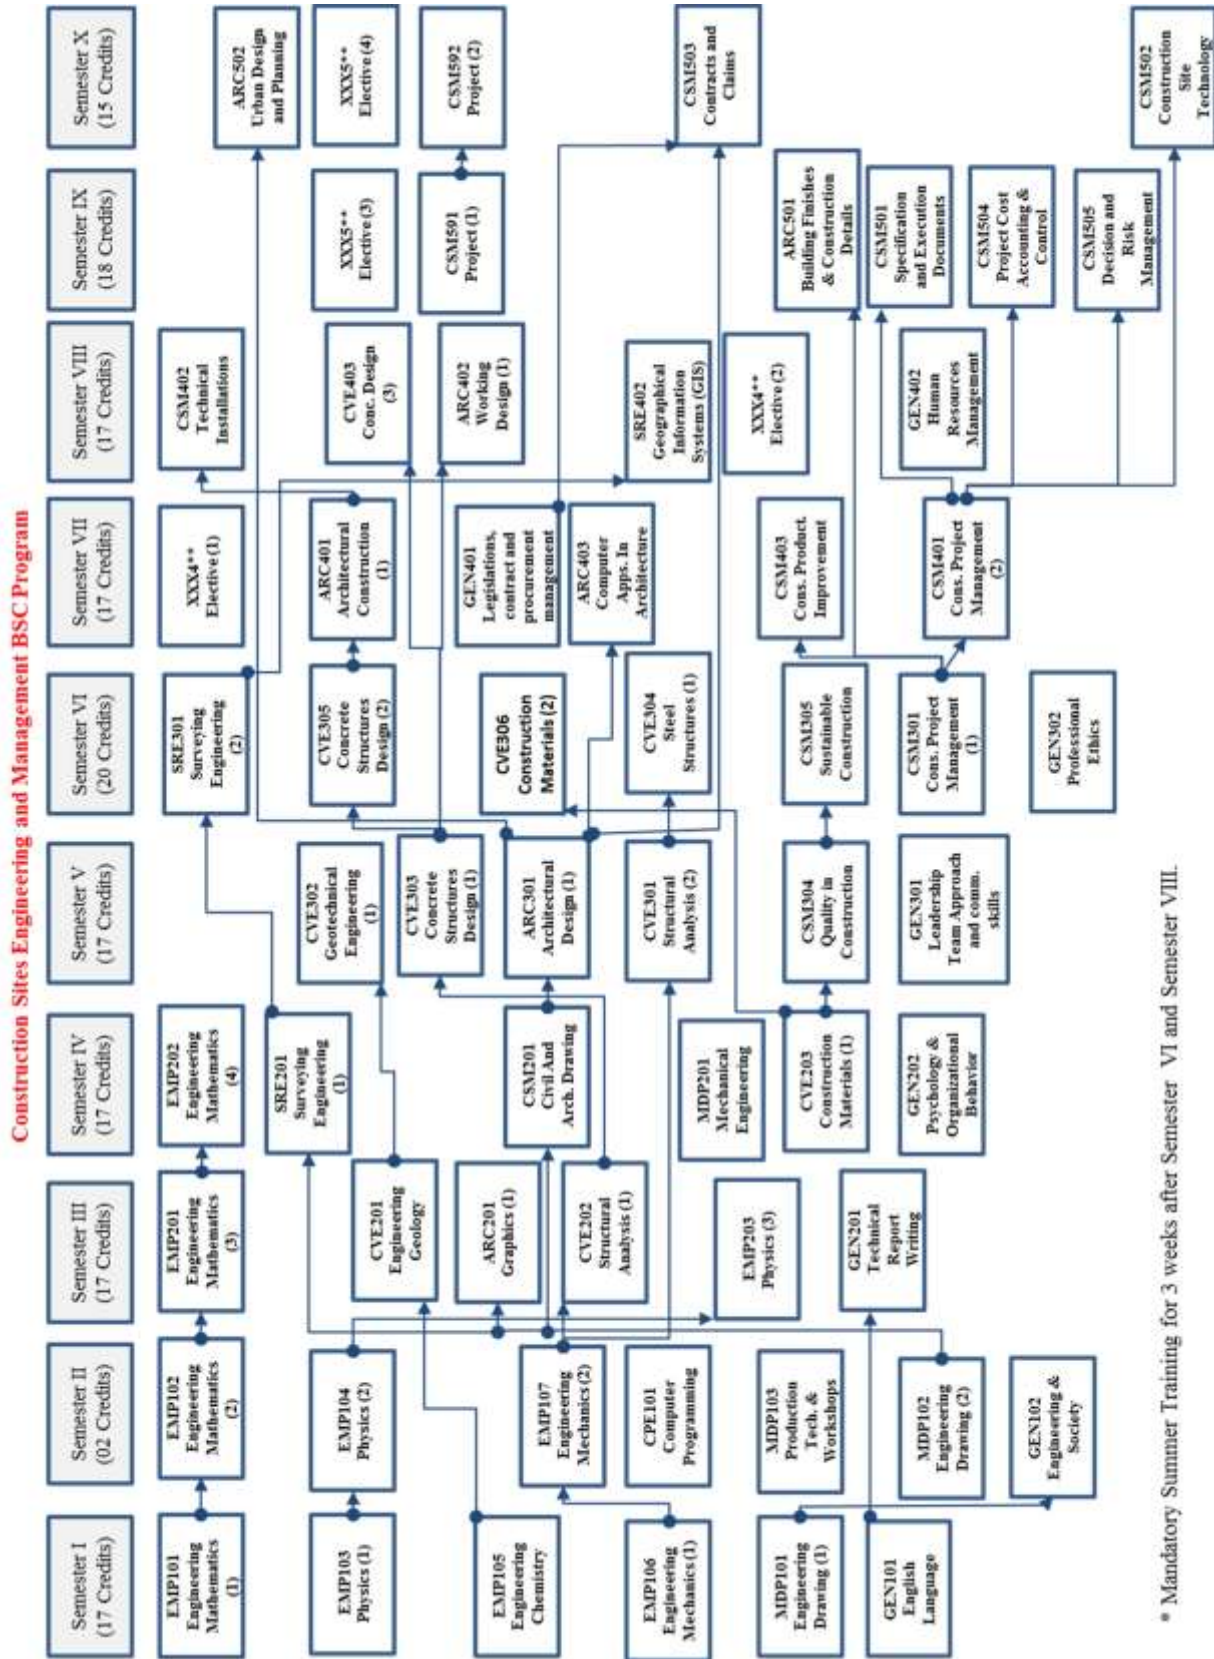 Construction Sites Engineering and Management BSC Program
Semester I
(17 Credits)
EMP101
Engineering
Mathematics
(1)
EMP103
Physics (1)
EMP105
Engineering
Chemistry
EMP106
Engineering
Mechanics (1)
MDP101
Engineering
Drawing (1)
GEN101
English
Language
Semester II
(02 Credits)
EMP102
Engineering
Mathematics
(2)
EMP104
Physics (2)
EMP107
Engineering
Mechanics (2)
CPE101
Computer
Programming
MDP103
Production
Tech. &
Workshops
MDP102
Engineering
Drawing (2)
GEN102
Engineering &
Society
Semester III
(17 Credits)
EMP201
Engineering
Mathematics
(3)
CVE201
Engineering
Geology
ARC201
Graphics (1)
CVE202
Structural
Analysis (1)
EMP203
Physics (3)
GEN201
Technical
Report
Writing
Semester IV
(17 Credits)
EMP202
Engineering
Mathematics
(4)
SRE201
Surveying
Engineering
(1)
CSM201
Civil And
Arch. Drawing
MDP201
Mechanical
Engineering
CVE203
Construction
Materials (1)
GEN202
Psychology &
Organizational
Behavior
Semester V
(17 Credits)
CVE302
Geotechnical
Engineering
(1)
CVE303
Concrete
Structures
Design (1)
ARC301
Architectural
Design (1)
CVE301
Structural
Analysis (2)
CSM304
Quality in
Construction
GEN301
Leadership
Team Approach
and comm.
skills
Semester VI
(20 Credits)
SRE301
Surveying
Engineering
(2)
CVE305
Concrete
Structures
Design (2)
CVE306
Construction
Materials (2)
CVE304
Steel
Structures (1)
CSM305
Sustainable
Construction
CSM301
Cons. Project
Management
(1)
GEN302
Professional
Ethics
Semester VII
(17 Credits)
XXX4**
Elective (1)
ARC401
Architectural
Construction
(1)
GEN401
Legislations,
contract and
procurement
management
ARC403
Computer
Apps. In
Architecture
CSM403
Cons. Product.
Improvement
CSM401
Cons. Project
Management
(2)
Semester VIII
(17 Credits)
CSM402
Technical
Installations
CVE403
Conc. Design
(3)
ARC402
Working
Design (1)
SRE402
Geographical
Information
Systems (GIS)
XXX4**
Elective (2)
GEN402
Human
Resources
Management
Semester IX
(18 Credits)
XXX5**
Elective (3)
CSM591
Project (1)
ARC501
Building Finishes
& Construction
Details
CSM501
Specification
and Execution
Documents
CSM504
Project Cost
Accounting &
Control
CSM505
Decision and
Risk
Management
Semester X
(15 Credits)
ARC502
Urban Design
and Planning
XXX5**
Elective (4)
CSM592
Project (2)
CSM503
Contracts and
Claims
CSM502
Construction
Site
Technology
* Mandatory Summer Training for 3 weeks after Semester VI and Semester VIII.